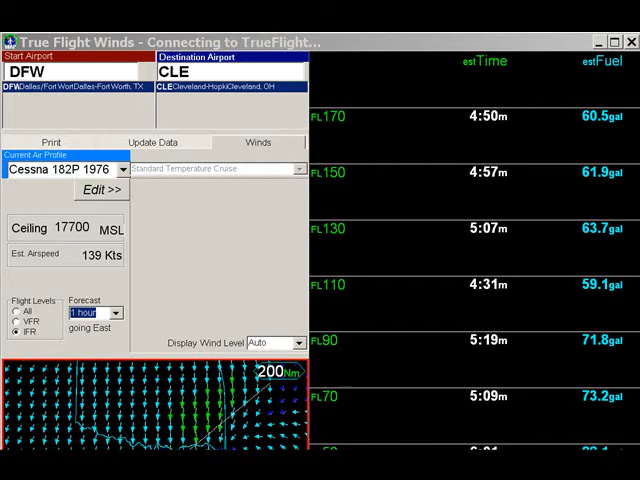 True Flight Winds - Connecting to TrueFlight...
Start Airport
Destination Airport
DFW
CLE
DFWDallas/Fort WortDallas-Fort Worth, TX
CLECleveland-HopkiCleveland, OH
Print
Update Data
Winds
Current Air Profile
Cessna 182P 1976
Standard Temperature Cruise
Edit >>
Ceiling 17700 MSL
Est. Airspeed 139 Kts
Flight Levels
All
VFR
IFR
Forecast
1 hour
going East
Display Wind Level Auto
200Nm
estTime estFuel
FL170 4:50m 60.5gal
FL150 4:57m 61.9gal
FL130 5:07m 63.7gal
FL110 4:31m 59.1gal
FL90 5:19m 71.8gal
FL70 5:09m 73.2gal